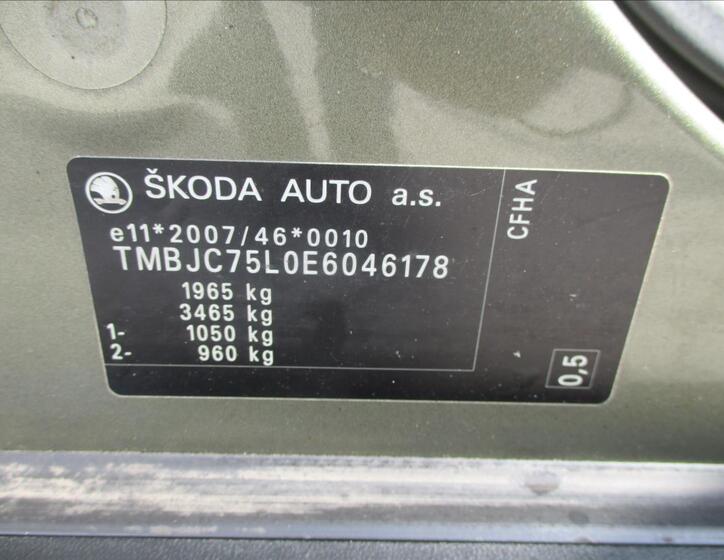 ŠKODA AUTO a.s.
e11*2007/46*0010
TMBJC75L0E6046178
1965 kg
3465 kg
1- 1050 kg
2- 960 kg
CFHA
0,5